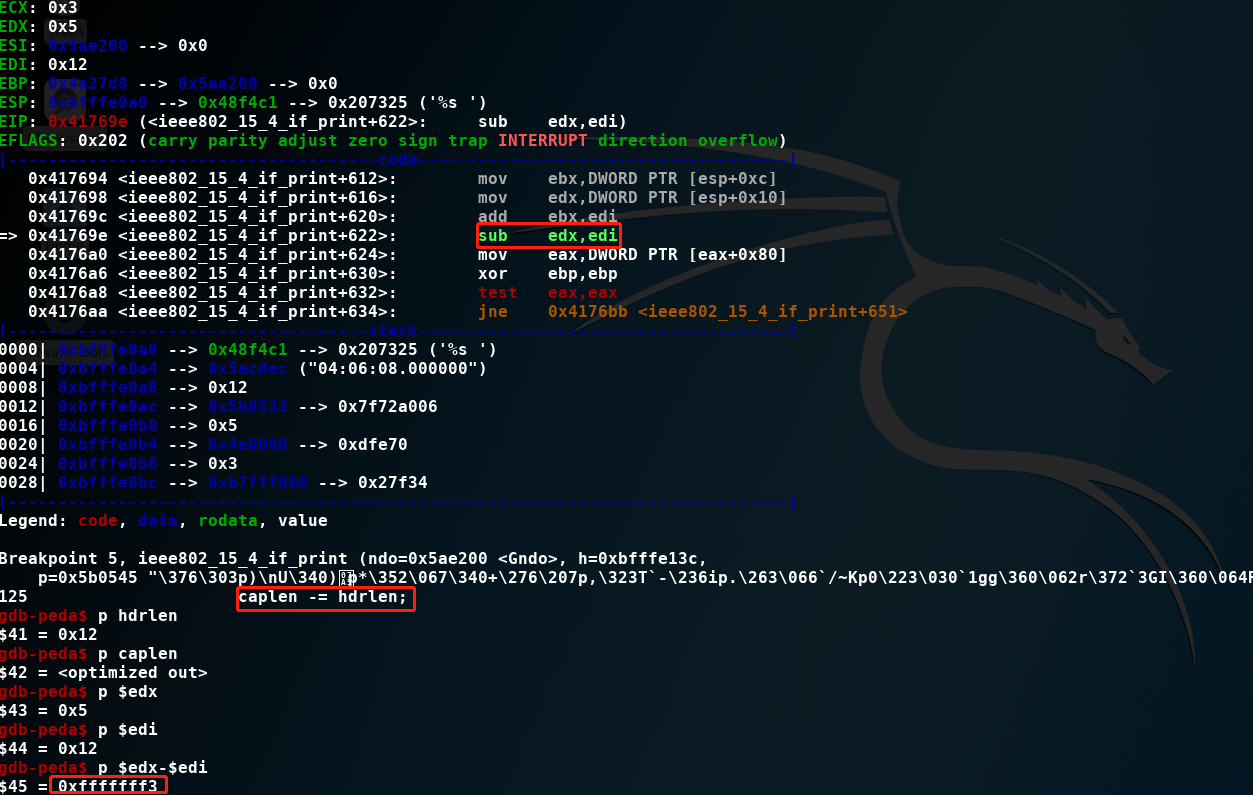 ECX: 0x3
EDX: 0x5
ESI: 0x5ae200 --> 0x0
EDI: 0x12
EBP: 0x4e27d8 --> 0x5ae200 --> 0x0
ESP: 0xbfffe0a0 --> 0x48f4c1 --> 0x207325 ('%s ')
EIP: 0x41769e (<ieee802_15_4_if_print+622>: sub edx,edi)
EFLAGS: 0x202 (carry parity adjust zero sign trap INTERRUPT direction overflow)
[-------------------------------------code-------------------------------------]
0x417694 <ieee802_15_4_if_print+612>: mov ebx,DWORD PTR [esp+0xc]
0x417698 <ieee802_15_4_if_print+616>: mov edx,DWORD PTR [esp+0x10]
0x41769c <ieee802_15_4_if_print+620>: add ebx,edi
=> 0x41769e <ieee802_15_4_if_print+622>: sub edx,edi
0x4176a0 <ieee802_15_4_if_print+624>: mov eax,DWORD PTR [eax+0x80]
0x4176a6 <ieee802_15_4_if_print+630>: xor ebp,ebp
0x4176a8 <ieee802_15_4_if_print+632>: test eax,eax
0x4176aa <ieee802_15_4_if_print+634>: jne 0x4176bb <ieee802_15_4_if_print+651>
[------------------------------------stack-------------------------------------]
0000| 0xbfffe0a0 --> 0x48f4c1 --> 0x207325 ('%s ')
0004| 0xbfffe0a4 --> 0x5acdec ("04:06:08.000000")
0008| 0xbfffe0a8 --> 0x12
0012| 0xbfffe0ac --> 0x5b0533 --> 0x7f72a006
0016| 0xbfffe0b0 --> 0x5
0020| 0xbfffe0b4 --> 0x4e0000 --> 0xdfe70
0024| 0xbfffe0b8 --> 0x3
0028| 0xbfffe0bc --> 0xb7fff000 --> 0x27f34
[------------------------------------------------------------------------------]
Legend: code, data, rodata, value
Breakpoint 5, ieee802_15_4_if_print (ndo=0x5ae200 <Gndo>, h=0xbfffe13c,
p=0x5b0545 "\376\303p)\nU\340) p*\352\067\340+\276\207p,\323T`-\236ip.\263\066`/~Kp0\223\030`1gg\360\062r\372`3GI\360\064R
125 caplen -= hdrlen;
gdb-peda$ p hdrlen
$41 = 0x12
gdb-peda$ p caplen
$42 = <optimized out>
gdb-peda$ p $edx
$43 = 0x5
gdb-peda$ p $edi
$44 = 0x12
gdb-peda$ p $edx-$edi
$45 = 0xfffffff3